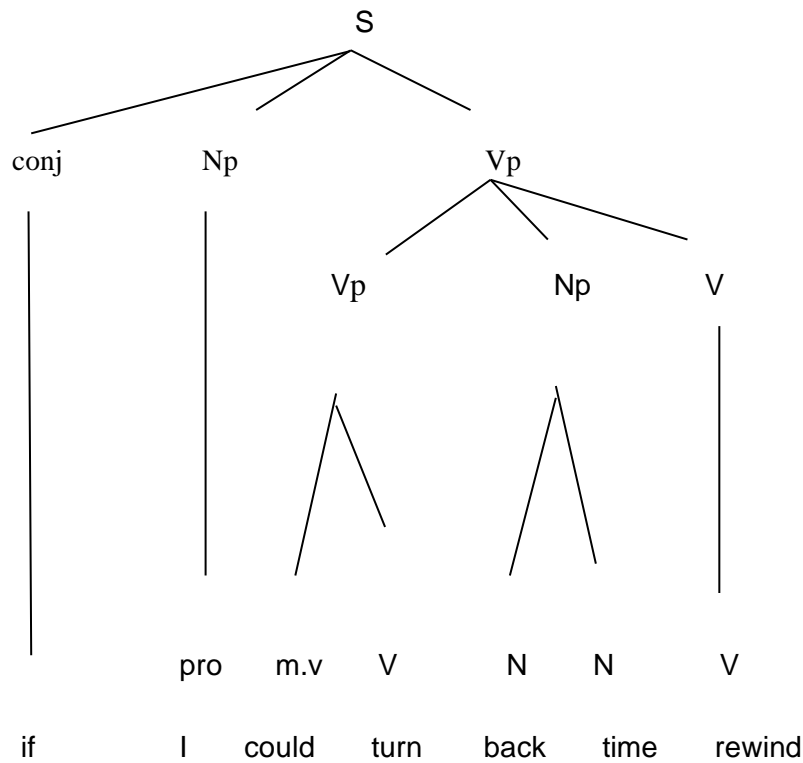 S
conj Np Vp
Vp Np V
pro m.v V N N V
if I could turn back time rewind